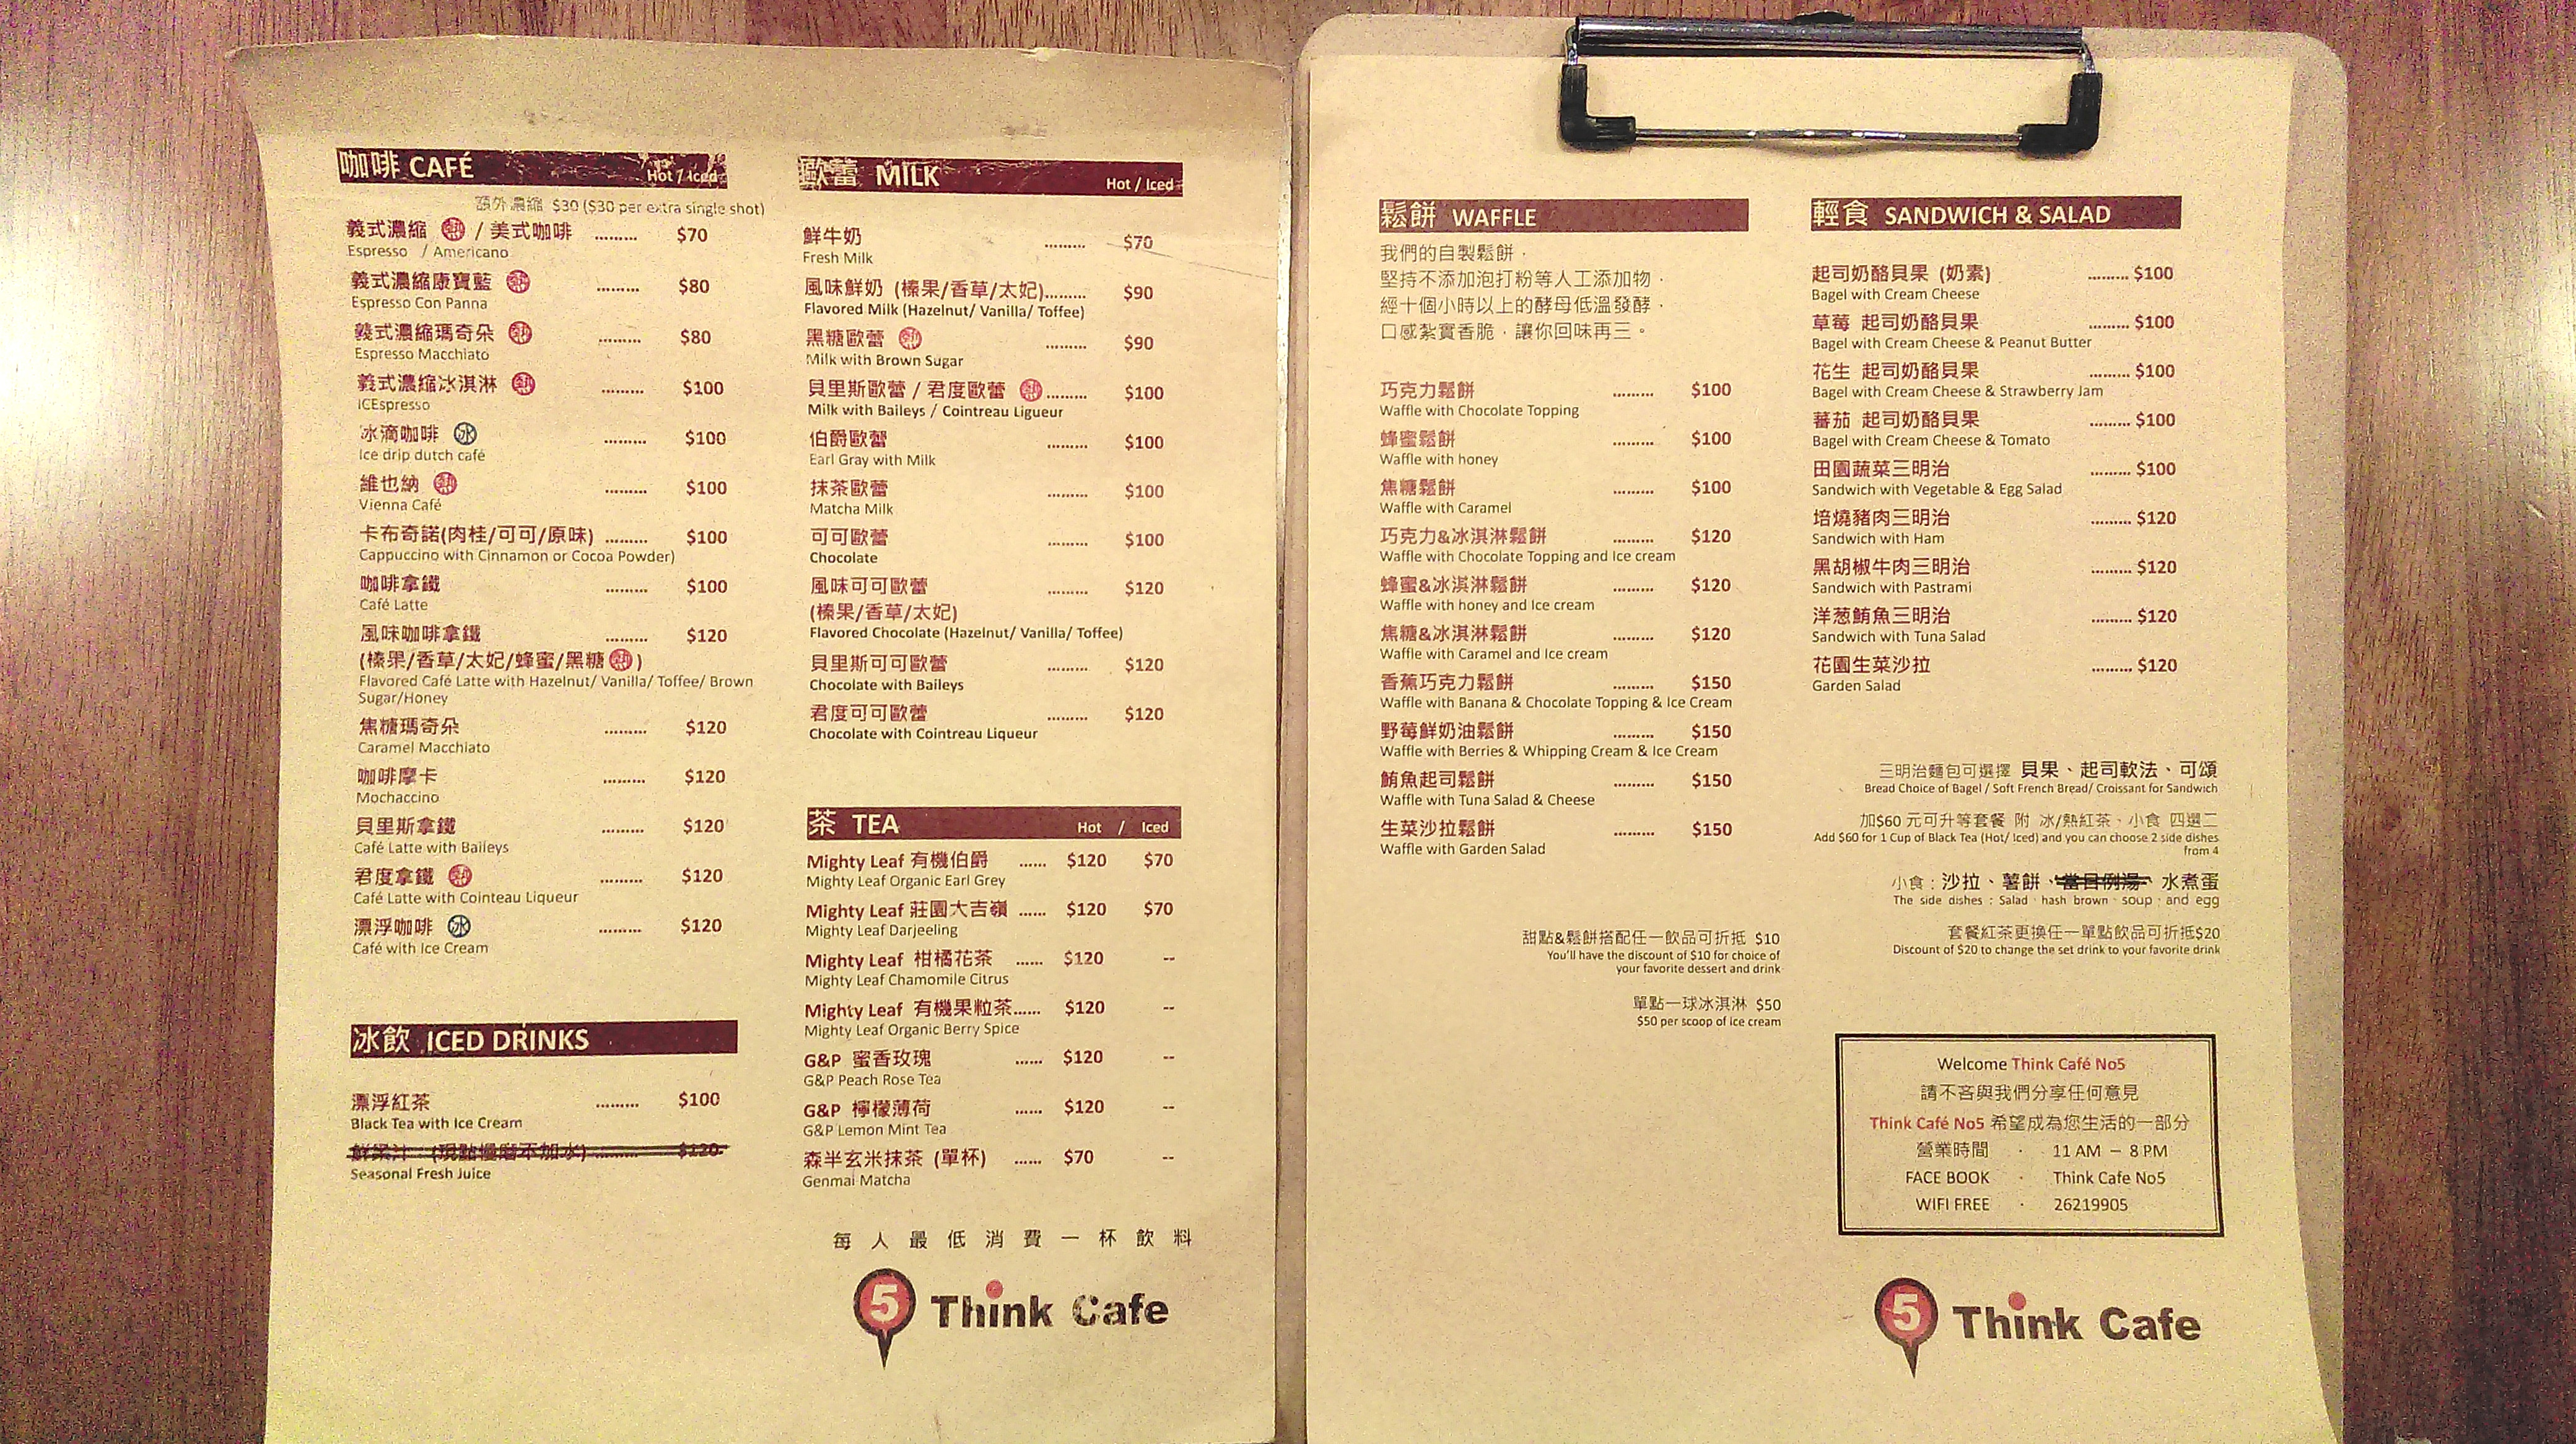 咖啡 CAFÉ Hot / Iced
額外濃縮 $30 ($30 per extra single shot)
義式濃縮 熱 / 美式咖啡 ......... $70
Espresso / Americano
義式濃縮康寶藍 熱 ......... $80
Espresso Con Panna
義式濃縮瑪奇朵 熱 ......... $80
Espresso Macchiato
義式濃縮冰淇淋 熱 ......... $100
ICEspresso
冰滴咖啡 冰 ......... $100
Ice drip dutch café
維也納 熱 ......... $100
Vienna Café
卡布奇諾(肉桂/可可/原味) ......... $100
Cappuccino with Cinnamon or Cocoa Powder)
咖啡拿鐵 ......... $100
Café Latte
風味咖啡拿鐵 ......... $120
(榛果/香草/太妃/蜂蜜/黑糖 熱 )
Flavored Café Latte with Hazelnut/ Vanilla/ Toffee/ Brown
Sugar/Honey
焦糖瑪奇朵 ......... $120
Caramel Macchiato
咖啡摩卡 ......... $120
Mochaccino
貝里斯拿鐵 ......... $120
Café Latte with Baileys
君度拿鐵 熱 ......... $120
Café Latte with Cointeau Liqueur
漂浮咖啡 冰 ......... $120
Café with Ice Cream
冰飲 ICED DRINKS
漂浮紅茶 ......... $100
Black Tea with Ice Cream
鮮果汁 (現點慢磨不加水) ......... $120
Seasonal Fresh Juice
歐蕾 MILK Hot / Iced
鮮牛奶 ......... $70
Fresh Milk
風味鮮奶 (榛果/香草/太妃)......... $90
Flavored Milk (Hazelnut/ Vanilla/ Toffee)
黑糖歐蕾 熱 ......... $90
Milk with Brown Sugar
貝里斯歐蕾 / 君度歐蕾 熱 ......... $100
Milk with Baileys / Cointreau Ligueur
伯爵歐蕾 ......... $100
Earl Gray with Milk
抹茶歐蕾 ......... $100
Matcha Milk
可可歐蕾 ......... $100
Chocolate
風味可可歐蕾 ......... $120
(榛果/香草/太妃)
Flavored Chocolate (Hazelnut/ Vanilla/ Toffee)
貝里斯可可歐蕾 ......... $120
Chocolate with Baileys
君度可可歐蕾 ......... $120
Chocolate with Cointreau Liqueur
茶 TEA Hot / Iced
Mighty Leaf 有機伯爵 ...... $120 $70
Mighty Leaf Organic Earl Grey
Mighty Leaf 莊園大吉嶺 ...... $120 $70
Mighty Leaf Darjeeling
Mighty Leaf 柑橘花茶 ...... $120 --
Mighty Leaf Chamomile Citrus
Mighty Leaf 有機果粒茶...... $120 --
Mighty Leaf Organic Berry Spice
G&P 蜜香玫瑰 ...... $120 --
G&P Peach Rose Tea
G&P 檸檬薄荷 ...... $120 --
G&P Lemon Mint Tea
森半玄米抹茶 (單杯) ...... $70 --
Genmai Matcha
每人最低消費一杯飲料
5 Think Cafe
鬆餅 WAFFLE
我們的自製鬆餅，
堅持不添加泡打粉等人工添加物，
經十個小時以上的酵母低溫發酵，
口感紮實香脆，讓你回味再三。
巧克力鬆餅 ......... $100
Waffle with Chocolate Topping
蜂蜜鬆餅 ......... $100
Waffle with honey
焦糖鬆餅 ......... $100
Waffle with Caramel
巧克力&冰淇淋鬆餅 ......... $120
Waffle with Chocolate Topping and Ice cream
蜂蜜&冰淇淋鬆餅 ......... $120
Waffle with honey and Ice cream
焦糖&冰淇淋鬆餅 ......... $120
Waffle with Caramel and Ice cream
香蕉巧克力鬆餅 ......... $150
Waffle with Banana & Chocolate Topping & Ice Cream
野莓鮮奶油鬆餅 ......... $150
Waffle with Berries & Whipping Cream & Ice Cream
鮪魚起司鬆餅 ......... $150
Waffle with Tuna Salad & Cheese
生菜沙拉鬆餅 ......... $150
Waffle with Garden Salad
甜點&鬆餅搭配任一飲品可折抵 $10
You'll have the discount of $10 for choice of
your favorite dessert and drink
單點一球冰淇淋 $50
$50 per scoop of ice cream
輕食 SANDWICH & SALAD
起司奶酪貝果 (奶素) ......... $100
Bagel with Cream Cheese
草莓 起司奶酪貝果 ......... $100
Bagel with Cream Cheese & Peanut Butter
花生 起司奶酪貝果 ......... $100
Bagel with Cream Cheese & Strawberry Jam
蕃茄 起司奶酪貝果 ......... $100
Bagel with Cream Cheese & Tomato
田園蔬菜三明治 ......... $100
Sandwich with Vegetable & Egg Salad
培燒豬肉三明治 ......... $120
Sandwich with Ham
黑胡椒牛肉三明治 ......... $120
Sandwich with Pastrami
洋葱鮪魚三明治 ......... $120
Sandwich with Tuna Salad
花園生菜沙拉 ......... $120
Garden Salad
三明治麵包可選擇 貝果、起司軟法、可頌
Bread Choice of Bagel / Soft French Bread/ Croissant for Sandwich
加$60 元可升等套餐 附 冰/熱紅茶、小食 四選二
Add $60 for 1 Cup of Black Tea (Hot/ Iced) and you can choose 2 side dishes
from 4
小食：沙拉、薯餅、當日例湯、水煮蛋
The side dishes : Salad、hash brown、soup、and egg
套餐紅茶更換任一單點飲品可折抵$20
Discount of $20 to change the set drink to your favorite drink
Welcome Think Café No5
請不吝與我們分享任何意見
Think Café No5 希望成為您生活的一部分
營業時間 · 11 AM – 8 PM
FACE BOOK · Think Cafe No5
WIFI FREE · 26219905
5 Think Cafe